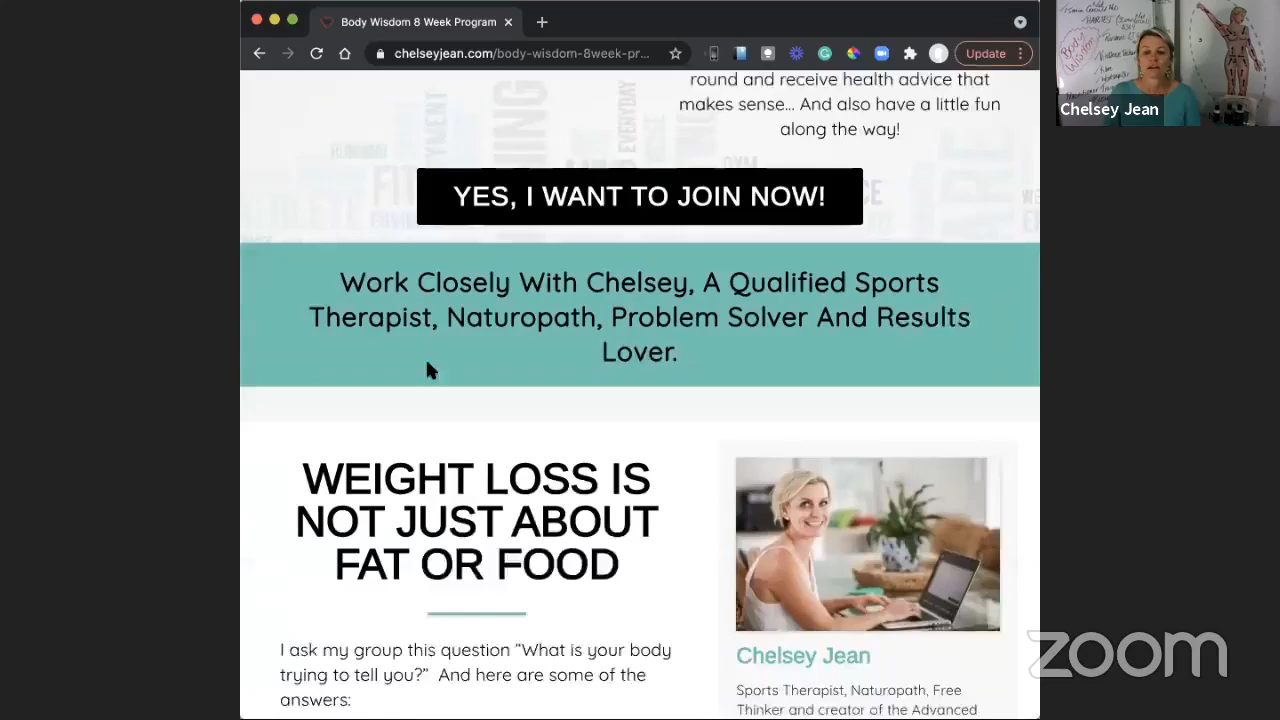 Body Wisdom 8 Week Program
chelseyjean.com/body-wisdom-8week-pr...
Update
Chelsey Jean
round and receive health advice that
makes sense... And also have a little fun
along the way!
YES, I WANT TO JOIN NOW!
Work Closely With Chelsey, A Qualified Sports
Therapist, Naturopath, Problem Solver And Results
Lover.
WEIGHT LOSS IS
NOT JUST ABOUT
FAT OR FOOD
I ask my group this question “What is your body
trying to tell you?” And here are some of the
answers:
Chelsey Jean
Sports Therapist, Naturopath, Free
Thinker and creator of the Advanced
zoom